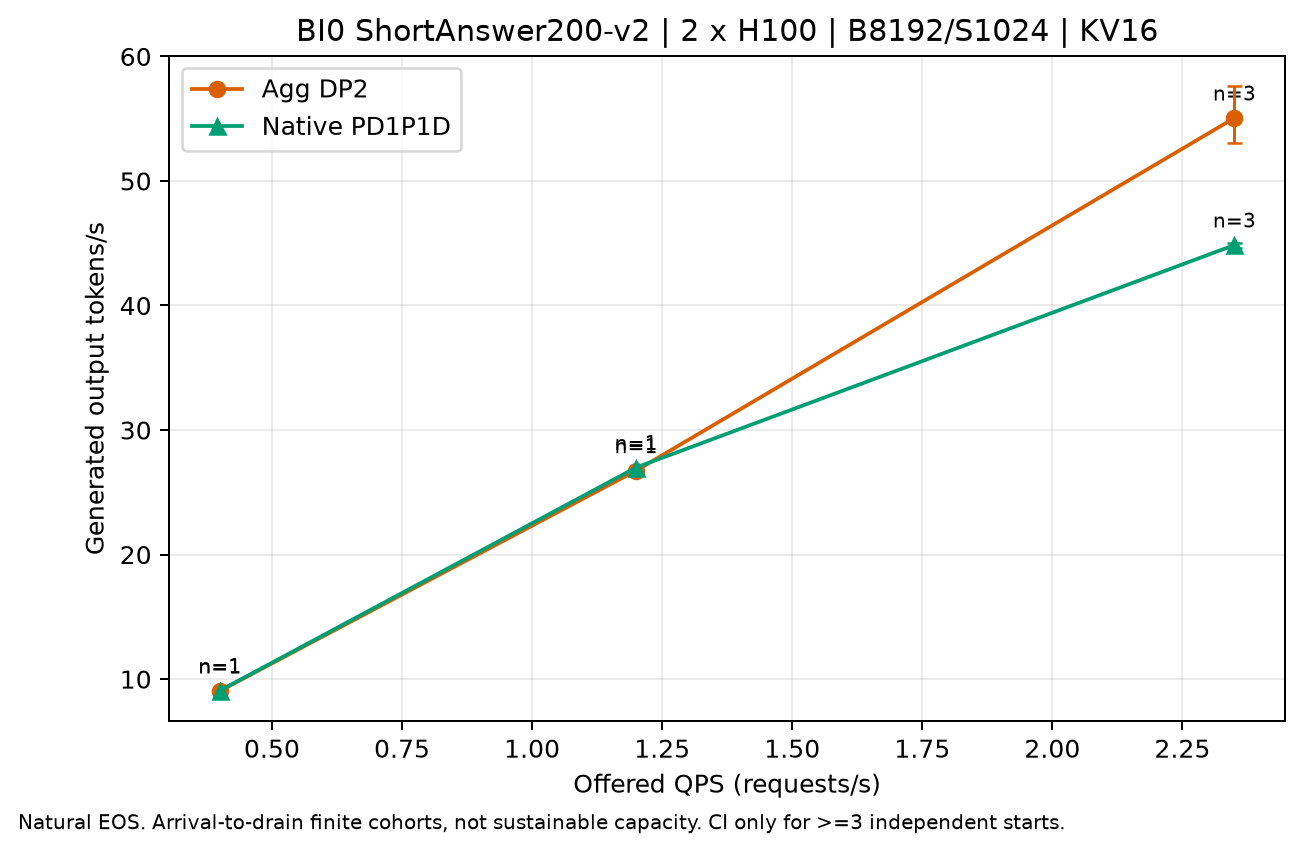 BI0 ShortAnswer200-v2 | 2 x H100 | B8192/S1024 | KV16
Agg DP2
Native PD1P1D
n=3
n=3
n=1
n=1
n=1
n=1
Generated output tokens/s
60
50
40
30
20
10
0.50 0.75 1.00 1.25 1.50 1.75 2.00 2.25
Offered QPS (requests/s)
Natural EOS. Arrival-to-drain finite cohorts, not sustainable capacity. CI only for >=3 independent starts.